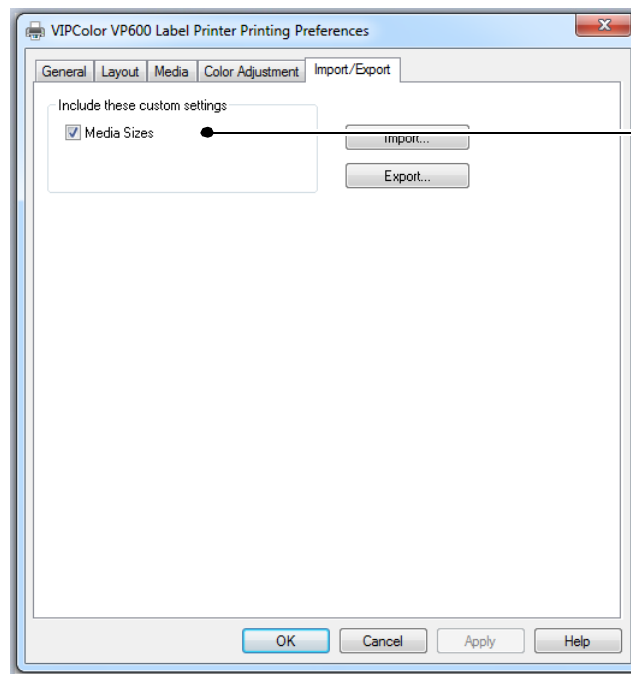 VIPColor VP600 Label Printer Printing Preferences
General Layout Media Color Adjustment Import/Export
Include these custom settings
Media Sizes
Import...
Export...
OK Cancel Apply Help